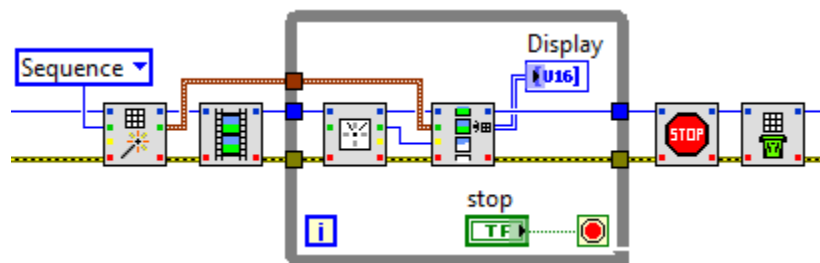 Display
Sequence
[U16]
STOP
stop
i
TF